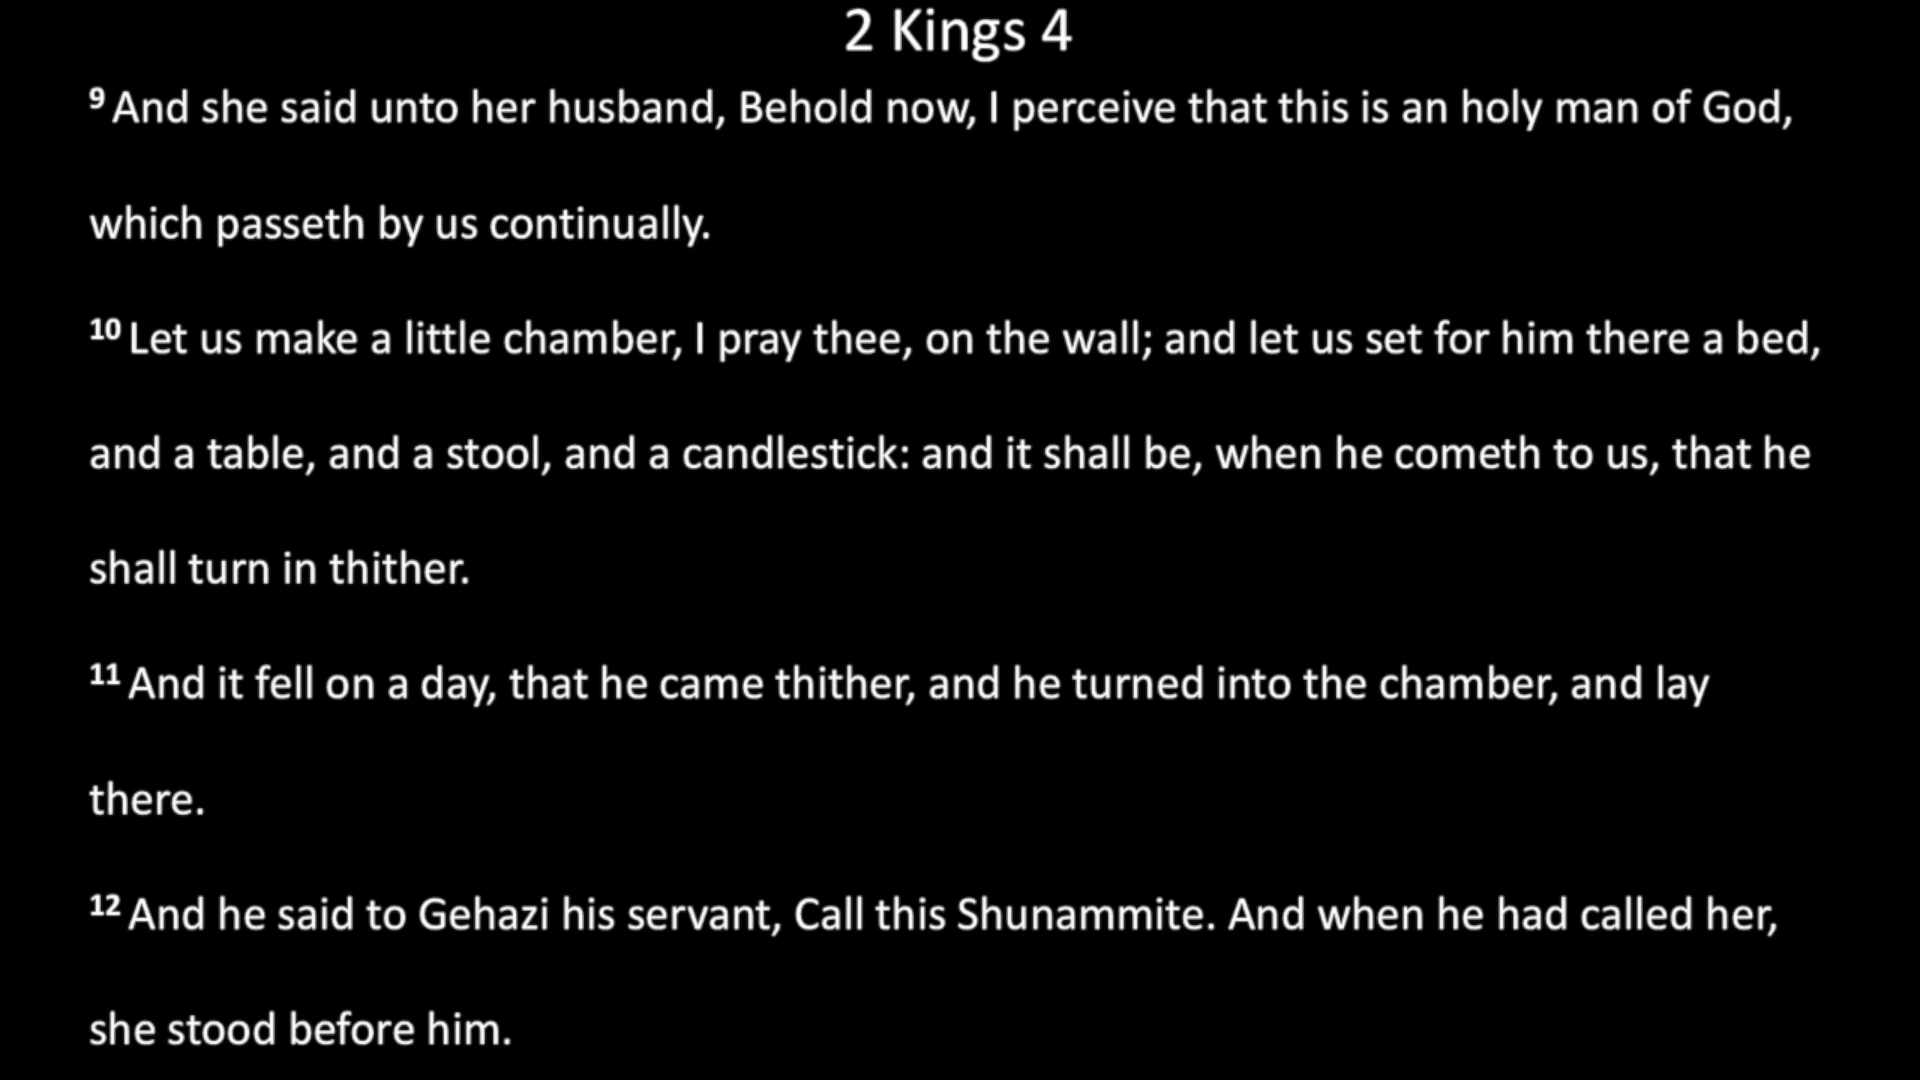 2 Kings 4
9 And she said unto her husband, Behold now, I perceive that this is an holy man of God,
which passeth by us continually.
10 Let us make a little chamber, I pray thee, on the wall; and let us set for him there a bed,
and a table, and a stool, and a candlestick: and it shall be, when he cometh to us, that he
shall turn in thither.
11 And it fell on a day, that he came thither, and he turned into the chamber, and lay
there.
12 And he said to Gehazi his servant, Call this Shunammite. And when he had called her,
she stood before him.